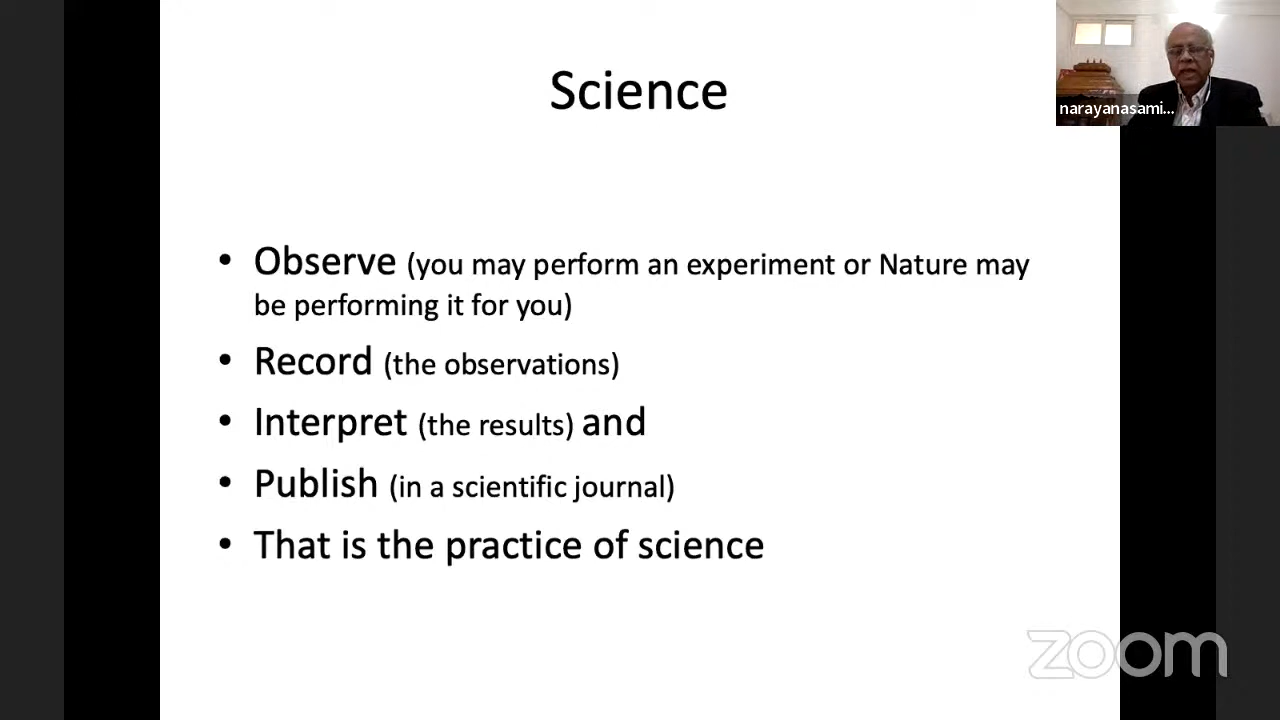 Science
narayanasami...
• Observe (you may perform an experiment or Nature may
be performing it for you)
• Record (the observations)
• Interpret (the results) and
• Publish (in a scientific journal)
• That is the practice of science
zoom